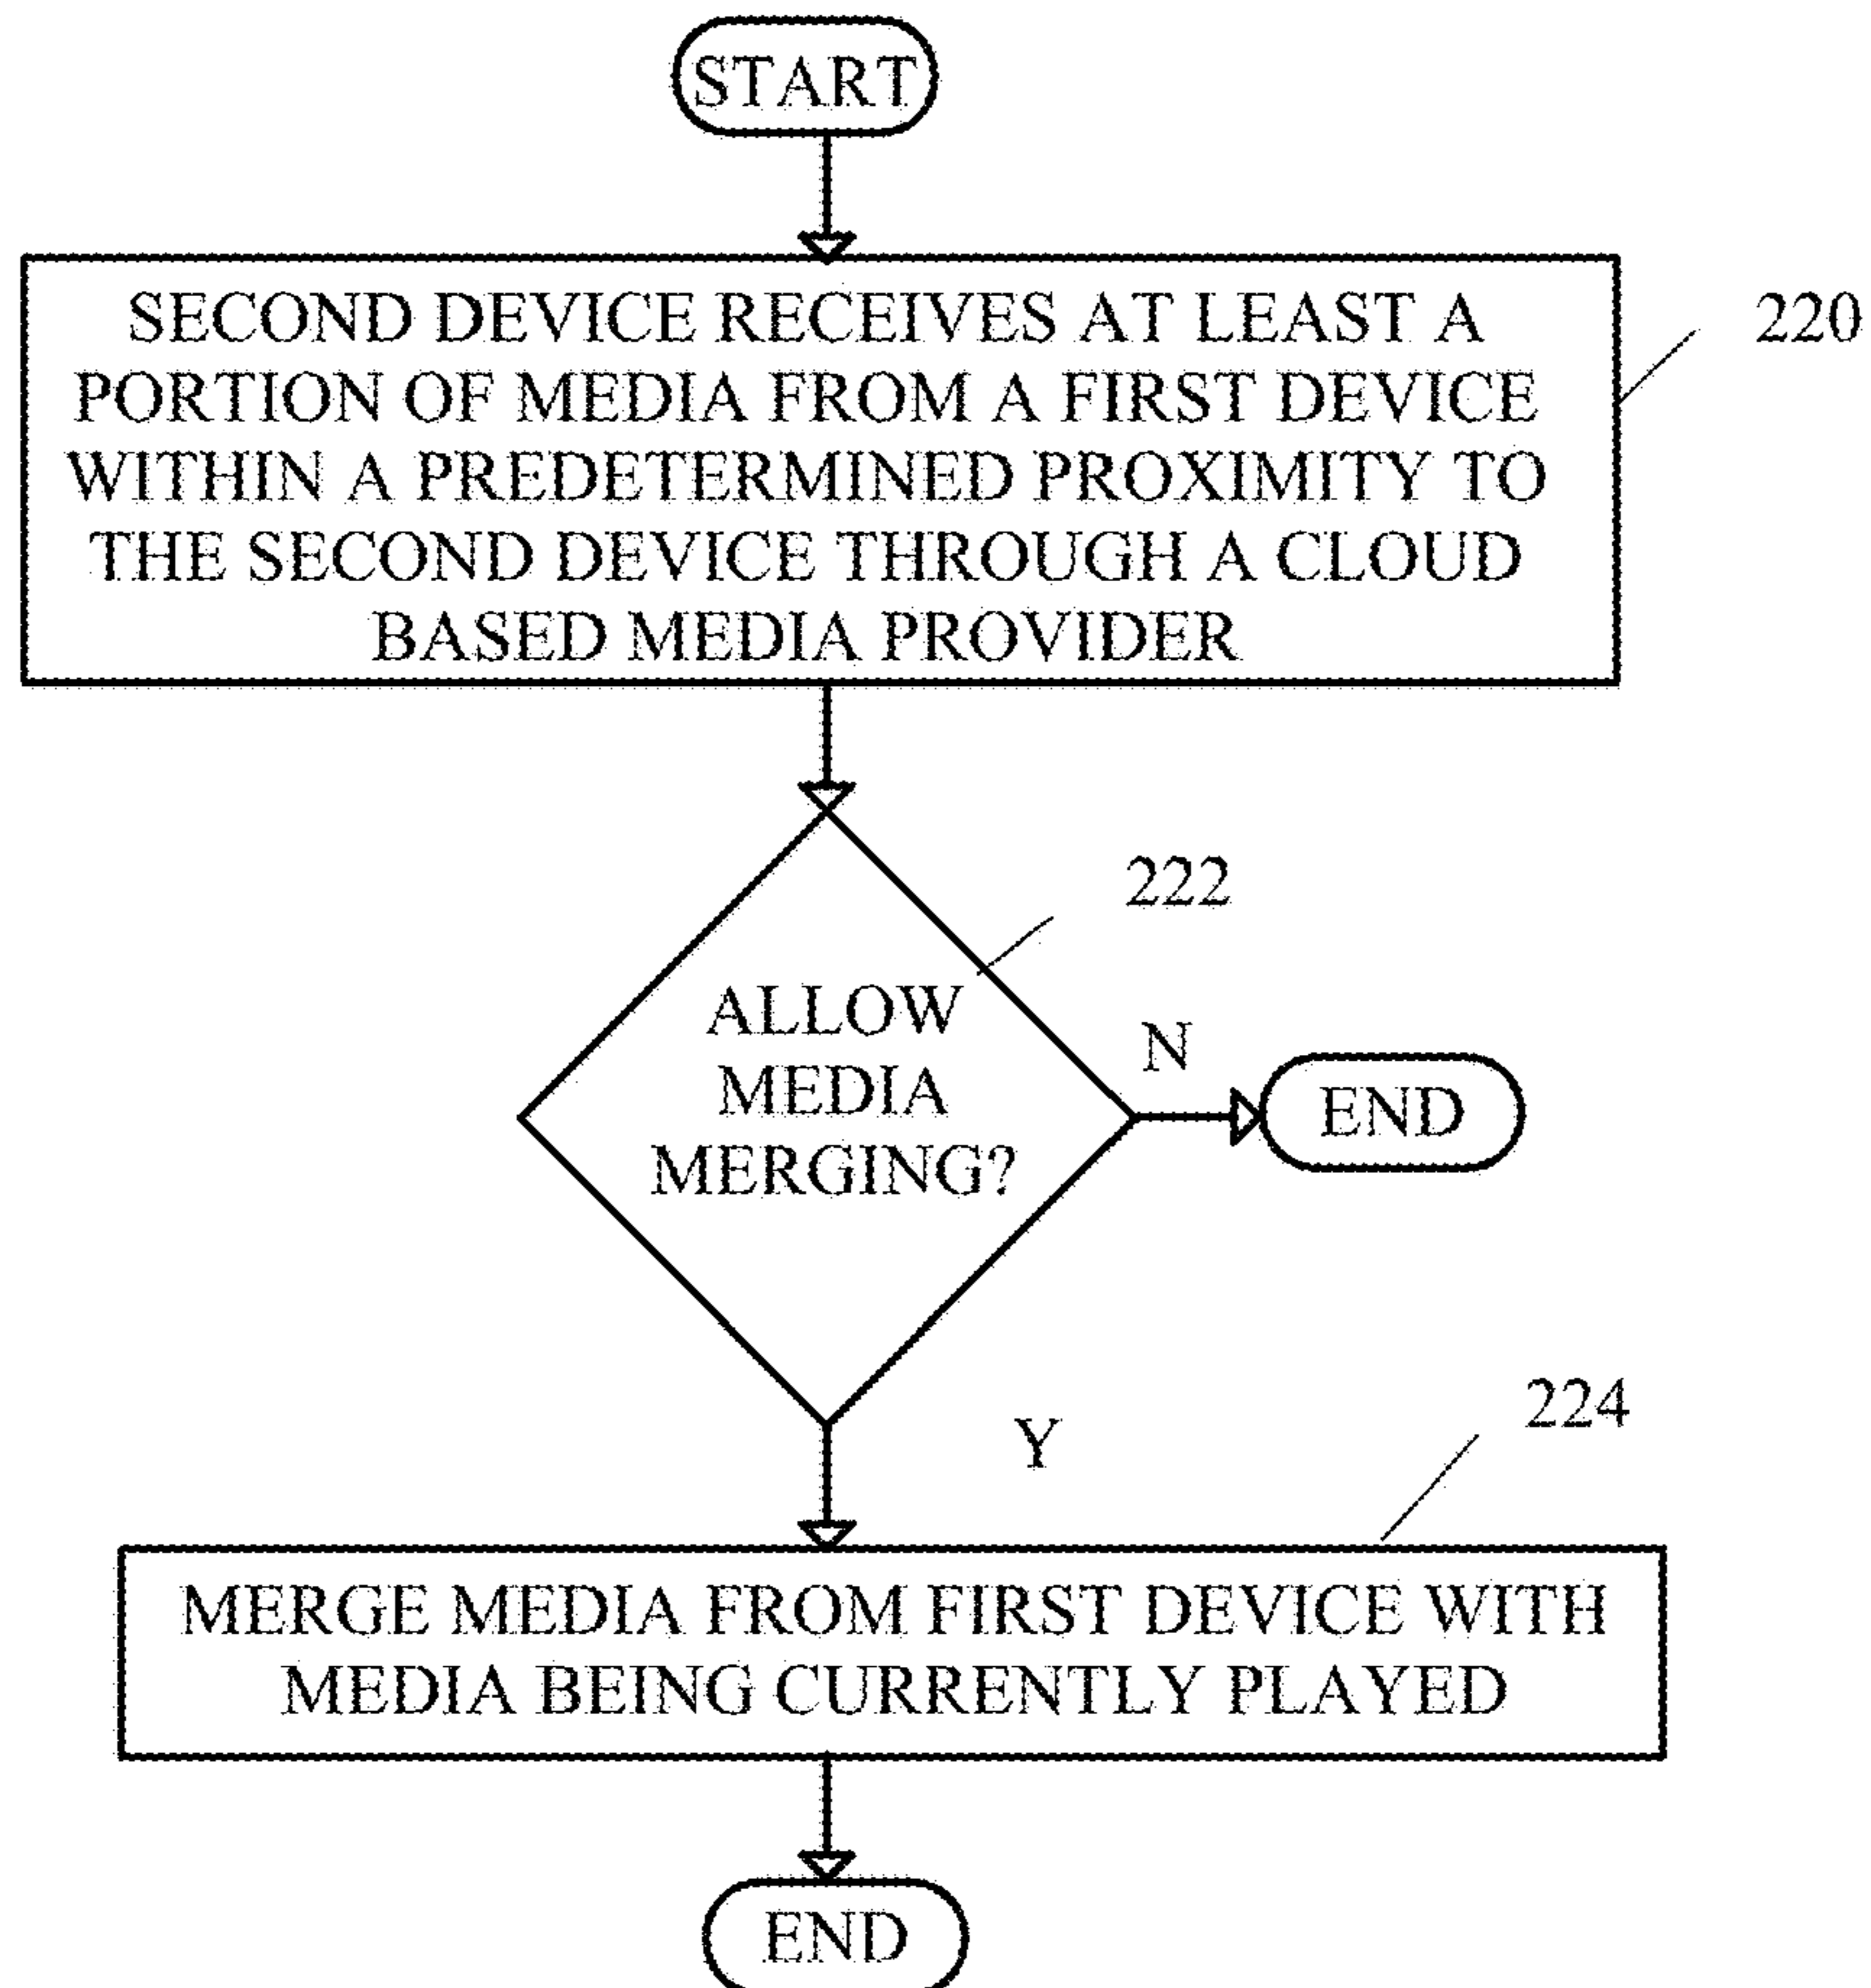 START
SECOND DEVICE RECEIVES AT LEAST A
PORTION OF MEDIA FROM A FIRST DEVICE
WITHIN A PREDETERMINED PROXIMITY TO
THE SECOND DEVICE THROUGH A CLOUD
BASED MEDIA PROVIDER
220
222
ALLOW
MEDIA
MERGING?
N
END
Y
224
MERGE MEDIA FROM FIRST DEVICE WITH
MEDIA BEING CURRENTLY PLAYED
END